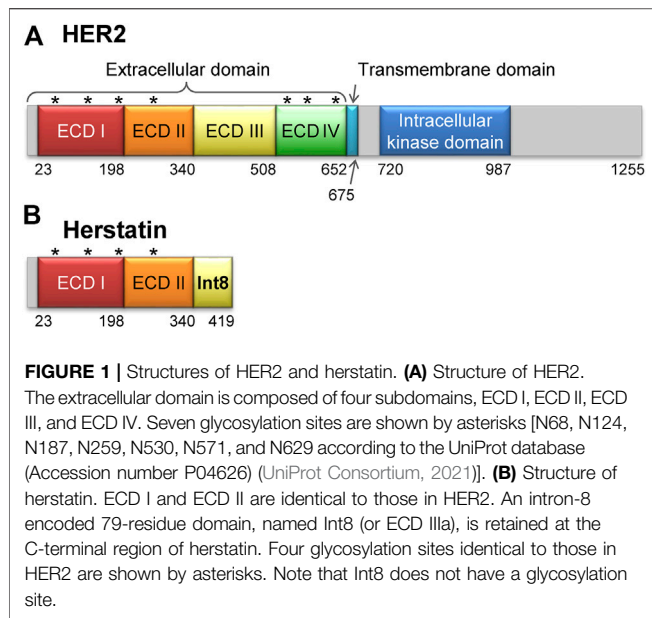 A HER2
Extracellular domain Transmembrane domain
* * * * * * *
ECD I ECD II ECD III ECD IV Intracellular
kinase domain
23 198 340 508 652 720 987 1255
675
B Herstatin
* * * *
ECD I ECD II Int8
23 198 340 419
FIGURE 1 | Structures of HER2 and herstatin. (A) Structure of HER2.
The extracellular domain is composed of four subdomains, ECD I, ECD II, ECD
III, and ECD IV. Seven glycosylation sites are shown by asterisks [N68, N124,
N187, N259, N530, N571, and N629 according to the UniProt database
(Accession number P04626) (UniProt Consortium, 2021)]. (B) Structure of
herstatin. ECD I and ECD II are identical to those in HER2. An intron-8
encoded 79-residue domain, named Int8 (or ECD IIIa), is retained at the
C-terminal region of herstatin. Four glycosylation sites identical to those in
HER2 are shown by asterisks. Note that Int8 does not have a glycosylation
site.